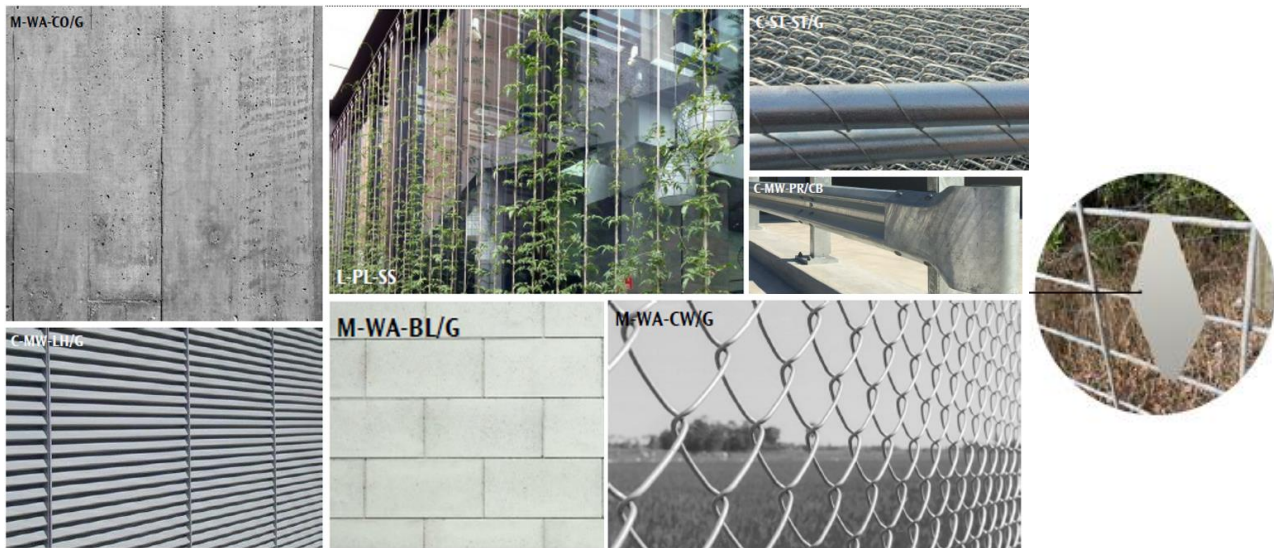 M-WA-CO/G
L-PL-SS
C-ST-ST/G
C-MW-PR/CB
C-MW-LH/G
M-WA-BL/G
M-WA-CW/G